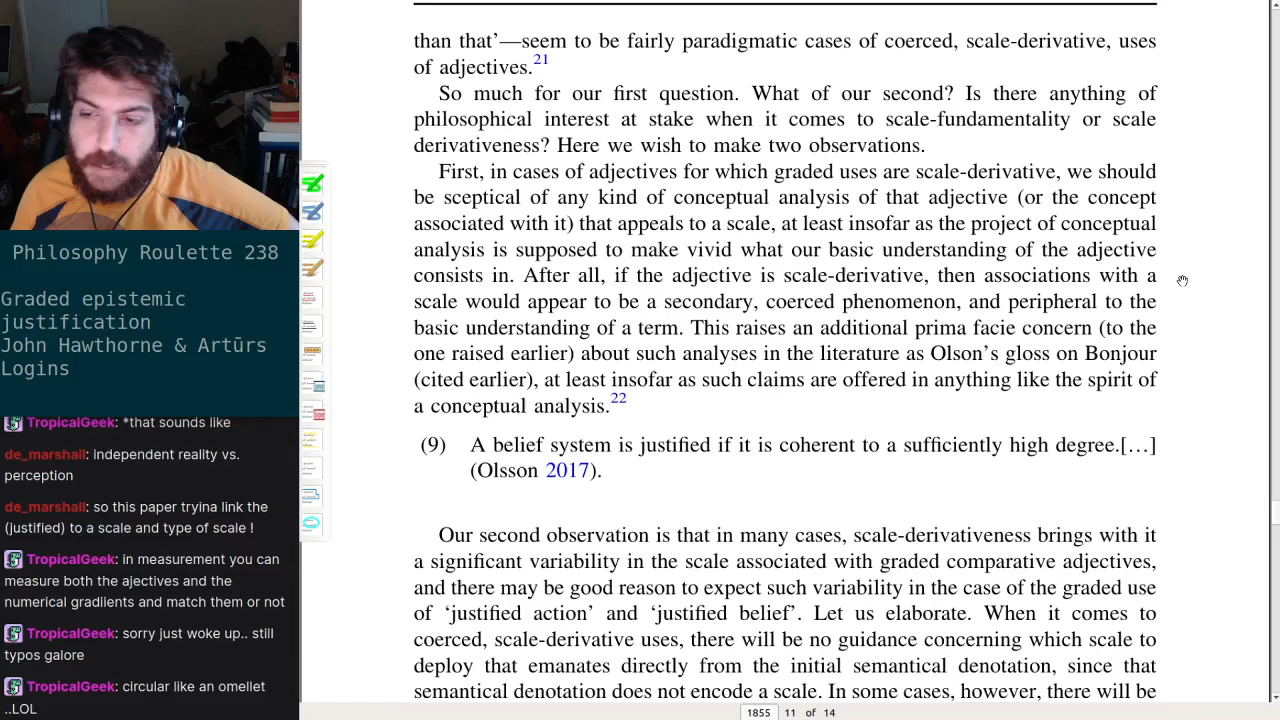 than that’—seem to be fairly paradigmatic cases of coerced, scale-derivative, uses
of adjectives.21
So much for our first question. What of our second? Is there anything of
philosophical interest at stake when it comes to scale-fundamentality or scale
derivativeness? Here we wish to make two observations.
First, in cases of adjectives for which graded uses are scale-derivative, we should
be sceptical of any kind of conceptual analysis of that adjective (or the concept
associated with it) that appeals to a scale, at least insofar as the project of conceptual
analysis is supposed to make vivid what our basic understanding of the adjective
consists in. After all, if the adjective is scale-derivative, then associations with a
scale would appear to be a secondary, coerced phenomenon, and peripheral to the
basic understanding of a term. This raises an additional prima facie concern (to the
one raised earlier) about such analysis in the literature as Olson’s gloss on Bonjour
(cited earlier), at least insofar as such claims are offered in anything like the spirit of
a conceptual analysis.22
(9) belief system is justified if it is coherent to a sufficiently high degree.[…]
(Olsson 2017).
Our second observation is that in many cases, scale-derivativeness brings with it
a significant variability in the scale associated with graded comparative adjectives,
and there may be good reason to expect such variability in the case of the graded use
of ‘justified action’ and ‘justified belief’. Let us elaborate. When it comes to
coerced, scale-derivative uses, there will be no guidance concerning which scale to
deploy that emanates directly from the initial semantical denotation, since that
semantical denotation does not encode a scale. In some cases, however, there will be
1855 11 of 14
Philosophy Roulette 238
Graded epistemic
justification
John Hawthorne & Artūrs
Logins
TropicalGeek: *that sounds like
de_marshall: independent reality vs.
perception
de_marshall: so this paper tryina link the
(justified) to a scale and type of scale !
TropicalGeek: in measurement you can
measure both the ajectives and the
numerical gradiients and match them or not
TropicalGeek: sorry just woke up.. still
typos galore
TropicalGeek: circular like an omellet
..LOL